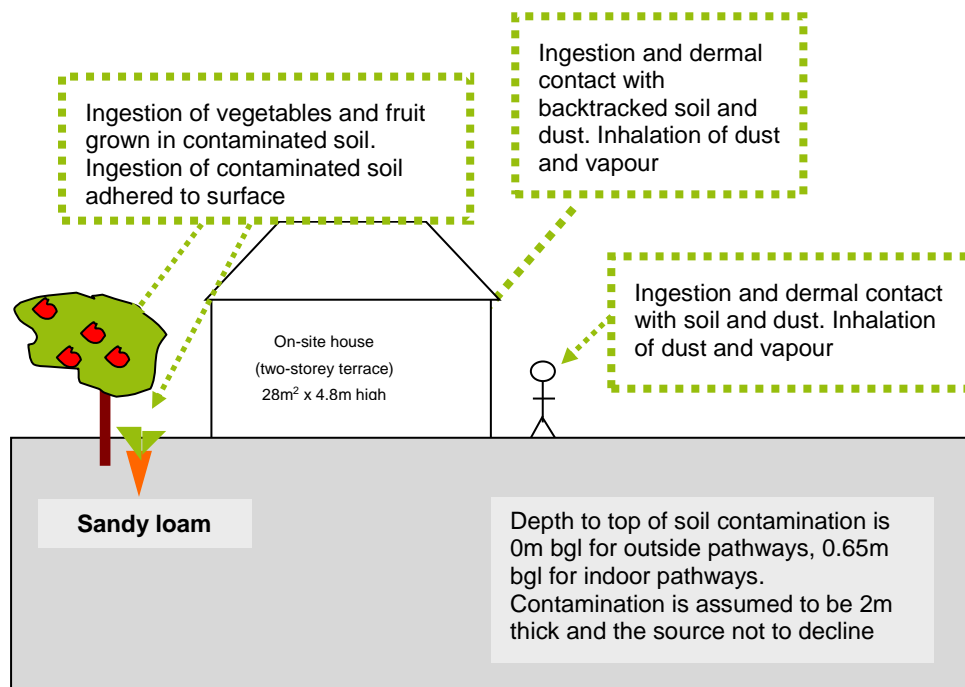 Ingestion of vegetables and fruit
grown in contaminated soil.
Ingestion of contaminated soil
adhered to surface
Ingestion and dermal
contact with
backtracked soil and
dust. Inhalation of dust
and vapour
Ingestion and dermal contact
with soil and dust. Inhalation
of dust and vapour
On-site house
(two-storey terrace)
28m² x 4.8m high
Sandy loam
Depth to top of soil contamination is
0m bgl for outside pathways, 0.65m
bgl for indoor pathways.
Contamination is assumed to be 2m
thick and the source not to decline